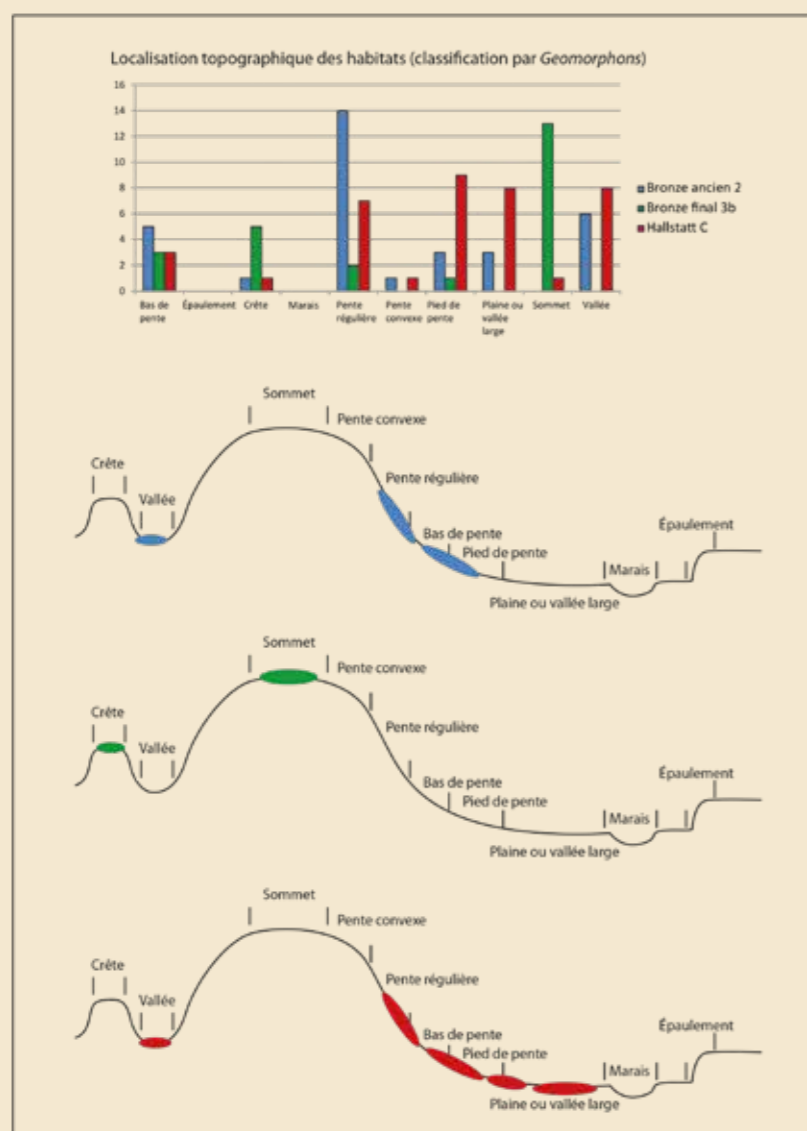 Localisation topographique des habitats (classification par Geomorphons)
16
14
12
10
8
6
4
2
0
Bas de
pente
Épaulement
Crête
Marais
Pente
régulière
Pente
convexe
Pied de
pente
Plaine ou
vallée
large
Sommet
Vallée
Bronze ancien 2
Bronze final 3b
Hallstatt C
Sommet
Pente convexe
Crête
Vallée
Pente régulière
Bas de pente
Pied de pente
Épaulement
Marais
Plaine ou vallée large
Sommet
Pente convexe
Crête
Vallée
Pente régulière
Bas de pente
Pied de pente
Épaulement
Marais
Plaine ou vallée large
Sommet
Pente convexe
Crête
Vallée
Pente régulière
Bas de pente
Pied de pente
Épaulement
Marais
Plaine ou vallée large